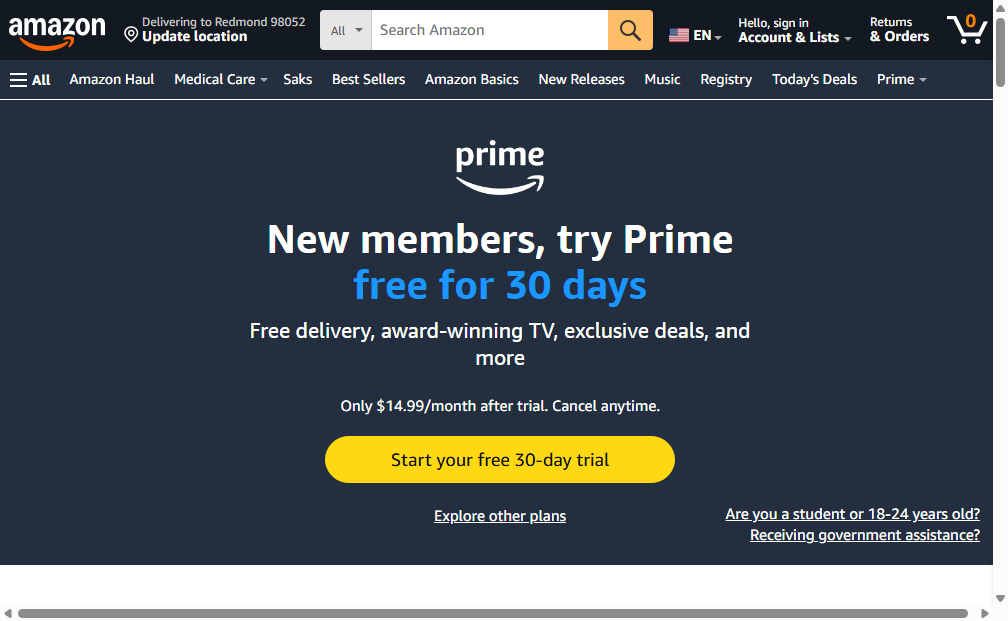 amazon
Delivering to Redmond 98052
Update location
All
Search Amazon
EN
Hello, sign in
Account & Lists
Returns
& Orders
0
All
Amazon Haul
Medical Care
Saks
Best Sellers
Amazon Basics
New Releases
Music
Registry
Today's Deals
Prime
prime
New members, try Prime
free for 30 days
Free delivery, award-winning TV, exclusive deals, and
more
Only $14.99/month after trial. Cancel anytime.
Start your free 30-day trial
Explore other plans
Are you a student or 18-24 years old?
Receiving government assistance?